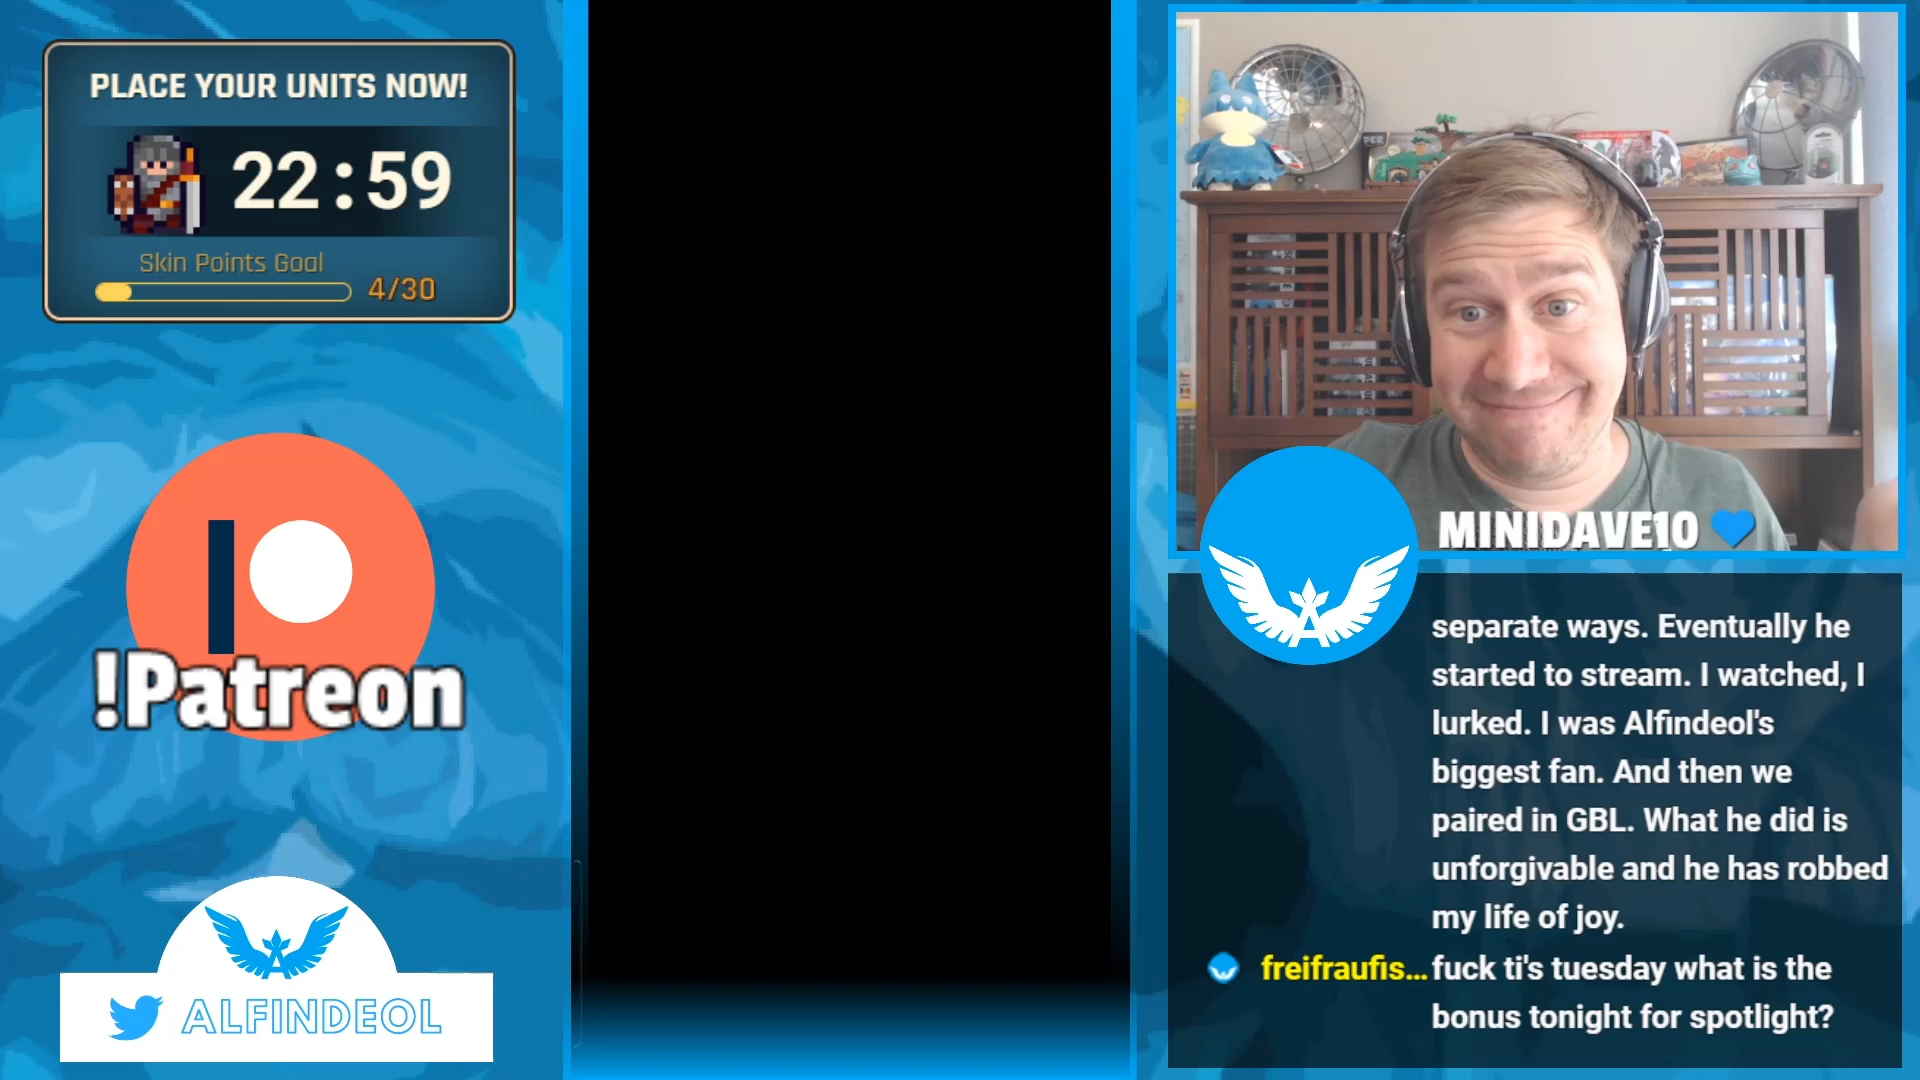 PLACE YOUR UNITS NOW!
22:59
Skin Points Goal
4/30
!Patreon
ALFINDEOL
MINIDAVE10
separate ways. Eventually he
started to stream. I watched, I
lurked. I was Alfindeol's
biggest fan. And then we
paired in GBL. What he did is
unforgivable and he has robbed
my life of joy.
freifraufis... fuck ti's tuesday what is the
bonus tonight for spotlight?